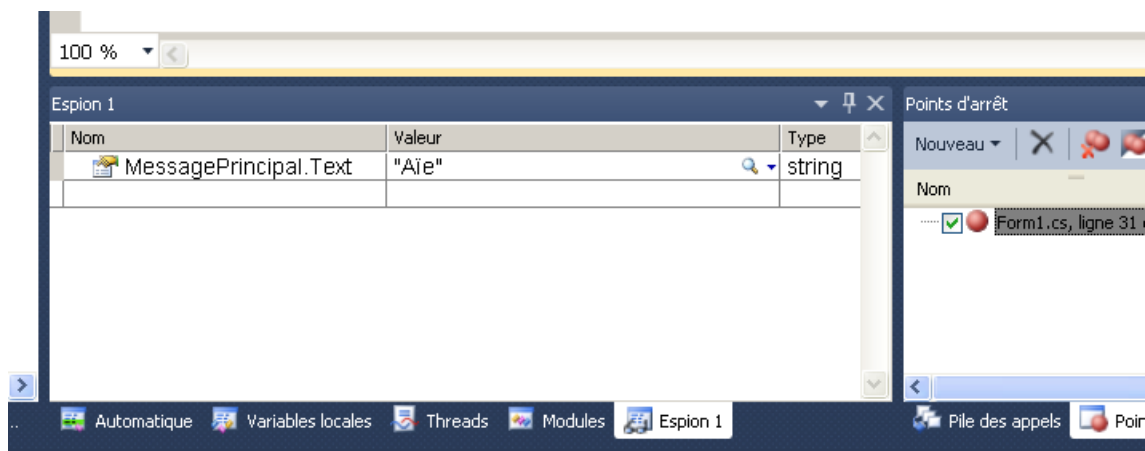 100 %
Espion 1
Nom Valeur Type
MessagePrincipal.Text "Aïe" string
Points d'arrêt
Nouveau
Nom
Form1.cs, ligne 31
.. Automatique Variables locales Threads Modules Espion 1
Pile des appels Poin